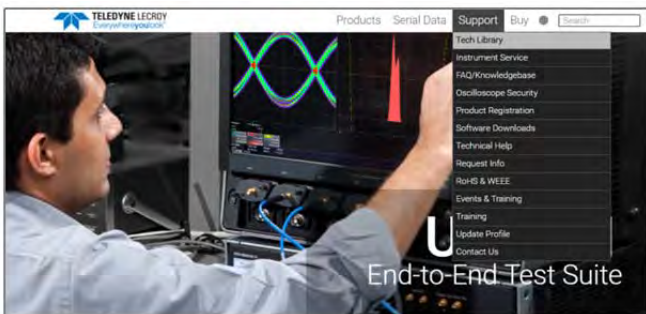 TELEDYNE LECROY
Everywhereyoulook
Products Serial Data Support Buy Search
Tech Library
Instrument Service
FAQ/Knowledgebase
Oscilloscope Security
Product Registration
Software Downloads
Technical Help
Request Info
RoHS & WEEE
Events & Training
Training
Update Profile
Contact Us
U
End-to-End Test Suite